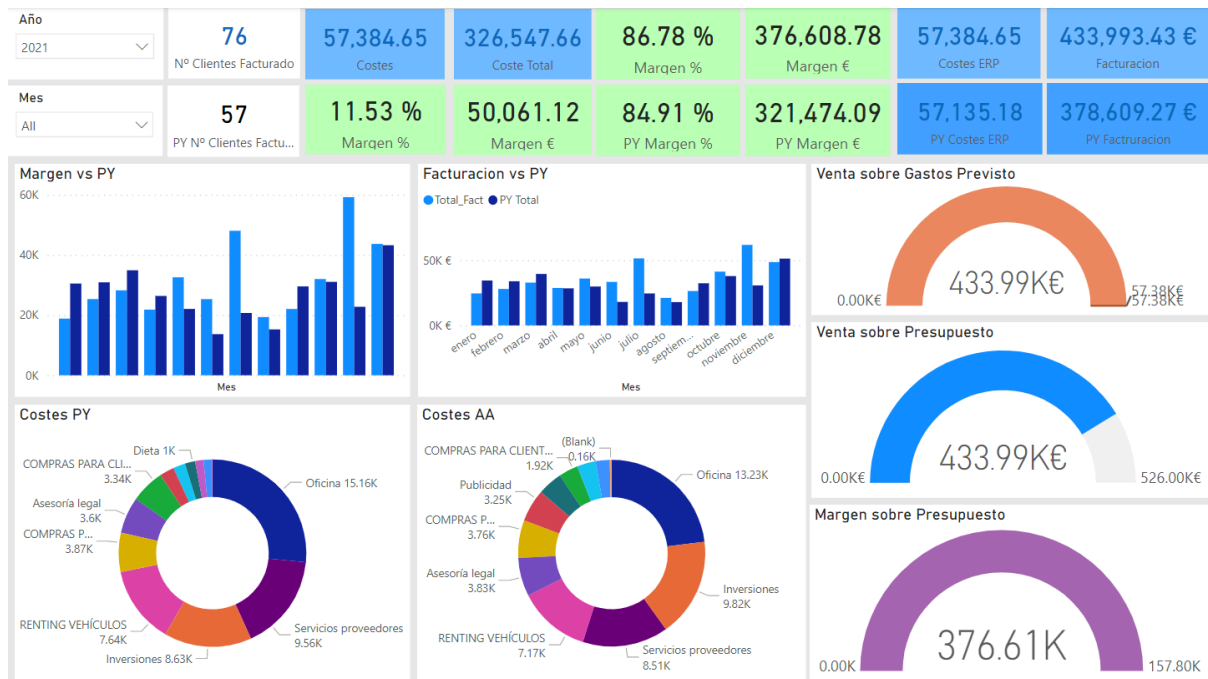 Año
2021
76
Nº Clientes Facturado
57,384.65
Costes
326,547.66
Coste Total
86.78 %
Margen %
376,608.78
Margen €
57,384.65
Costes ERP
433,993.43 €
Facturacion
Mes
All
57
PY Nº Clientes Factu...
11.53 %
Margen %
50,061.12
Margen €
84.91 %
PY Margen %
321,474.09
PY Margen €
57,135.18
PY Costes ERP
378,609.27 €
PY Factruracion
Margen vs PY
60K
40K
20K
0K
Mes
Facturacion vs PY
Total_Fact PY Total
50K €
0K €
enero
febrero
marzo
abril
mayo
junio
julio
agosto
septiem...
octubre
noviembre
diciembre
Mes
Venta sobre Gastos Previsto
433.99K€
0.00K€
57.38K€
57.38K€
Venta sobre Presupuesto
433.99K€
0.00K€
526.00K€
Costes PY
Dieta 1K
COMPRAS PARA CLI...
3.34K
Asesoría legal
3.6K
COMPRAS P...
3.87K
RENTING VEHÍCULOS
7.64K
Inversiones 8.63K
Servicios proveedores
9.56K
Oficina 15.16K
Costes AA
(Blank)
0.16K
COMPRAS PARA CLIENT...
1.92K
Publicidad
3.25K
COMPRAS P...
3.76K
Asesoría legal
3.83K
RENTING VEHÍCULOS
7.17K
Servicios proveedores
8.51K
Inversiones
9.82K
Oficina 13.23K
Margen sobre Presupuesto
376.61K
0.00K
157.80K